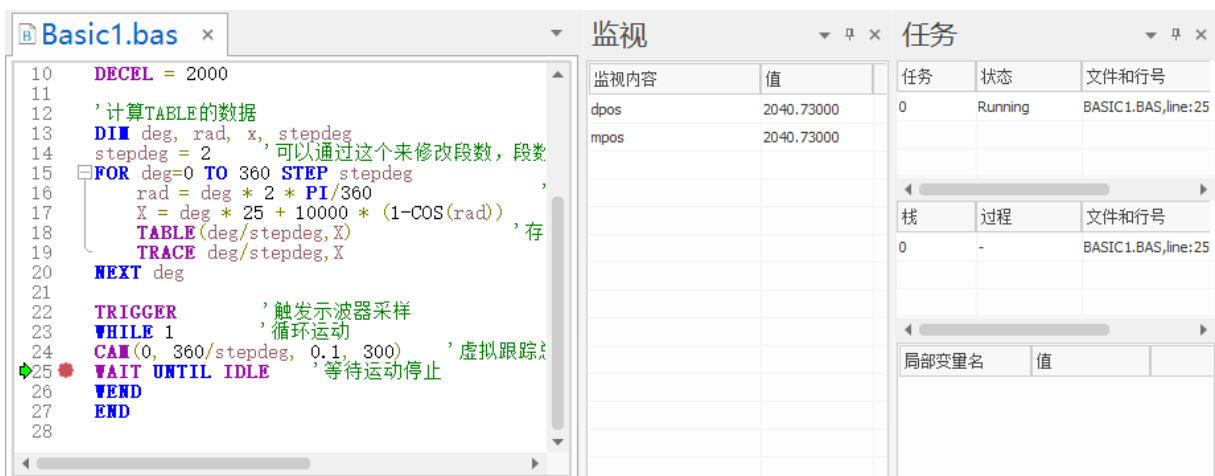 Basic1.bas
10 DECEL = 2000
11
12 '计算TABLE的数据
13 DIM deg, rad, x, stepdeg
14 stepdeg = 2 '可以通过这个来修改段数，段数
15 FOR deg=0 TO 360 STEP stepdeg
16 rad = deg * 2 * PI/360 '
17 X = deg * 25 + 10000 * (1-COS(rad))
18 TABLE(deg/stepdeg,X) '存
19 TRACE deg/stepdeg,X
20 NEXT deg
21
22 TRIGGER '触发示波器采样
23 WHILE 1 '循环运动
24 CAM(0, 360/stepdeg, 0.1, 300) '虚拟跟踪总
25 WAIT UNTIL IDLE '等待运动停止
26 WEND
27 END
28
监视
监视内容 值
dpos 2040.73000
mpos 2040.73000
任务
任务 状态 文件和行号
0 Running BASIC1.BAS,line:25
栈 过程 文件和行号
0 - BASIC1.BAS,line:25
局部变量名 值